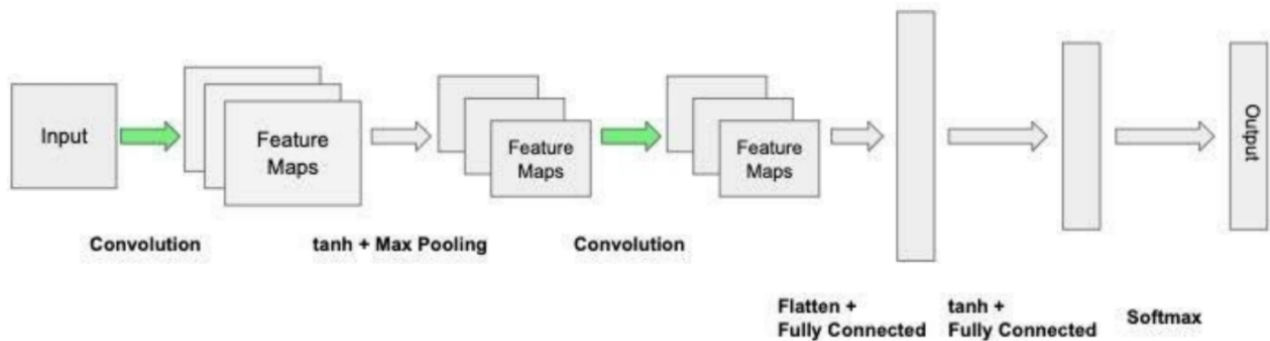 Input
Feature
Maps
Feature
Maps
Feature
Maps
Output
Convolution
tanh + Max Pooling
Convolution
Flatten +
Fully Connected
tanh +
Fully Connected
Softmax